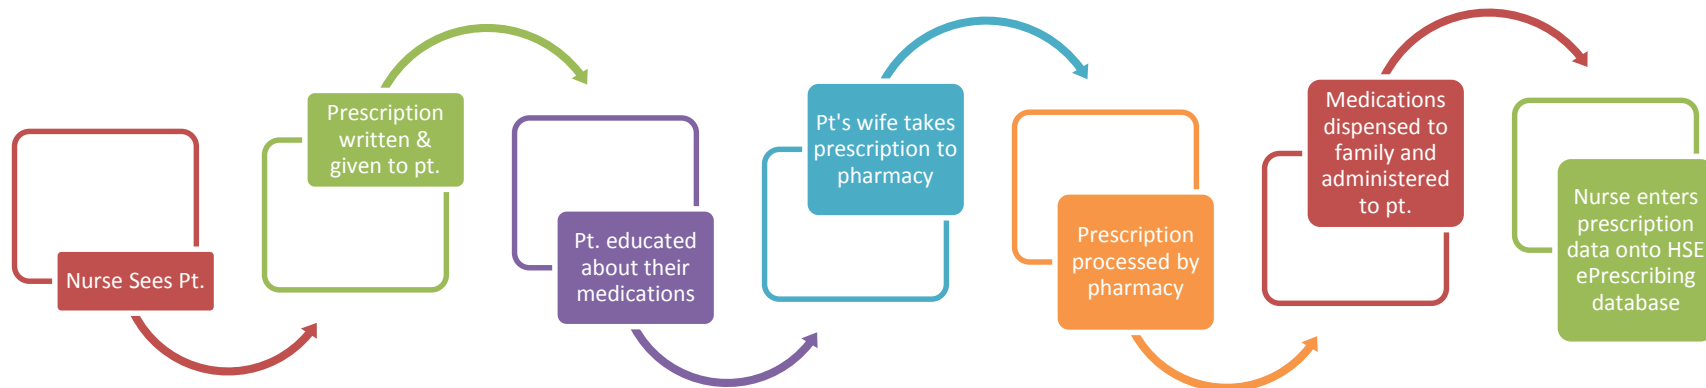 Nurse Sees Pt.
Prescription
written &
given to pt.
Pt. educated
about their
medications
Pt's wife takes
prescription to
pharmacy
Prescription
processed by
pharmacy
Medications
dispensed to
family and
administered
to pt.
Nurse enters
prescription
data onto HSE
ePrescribing
database